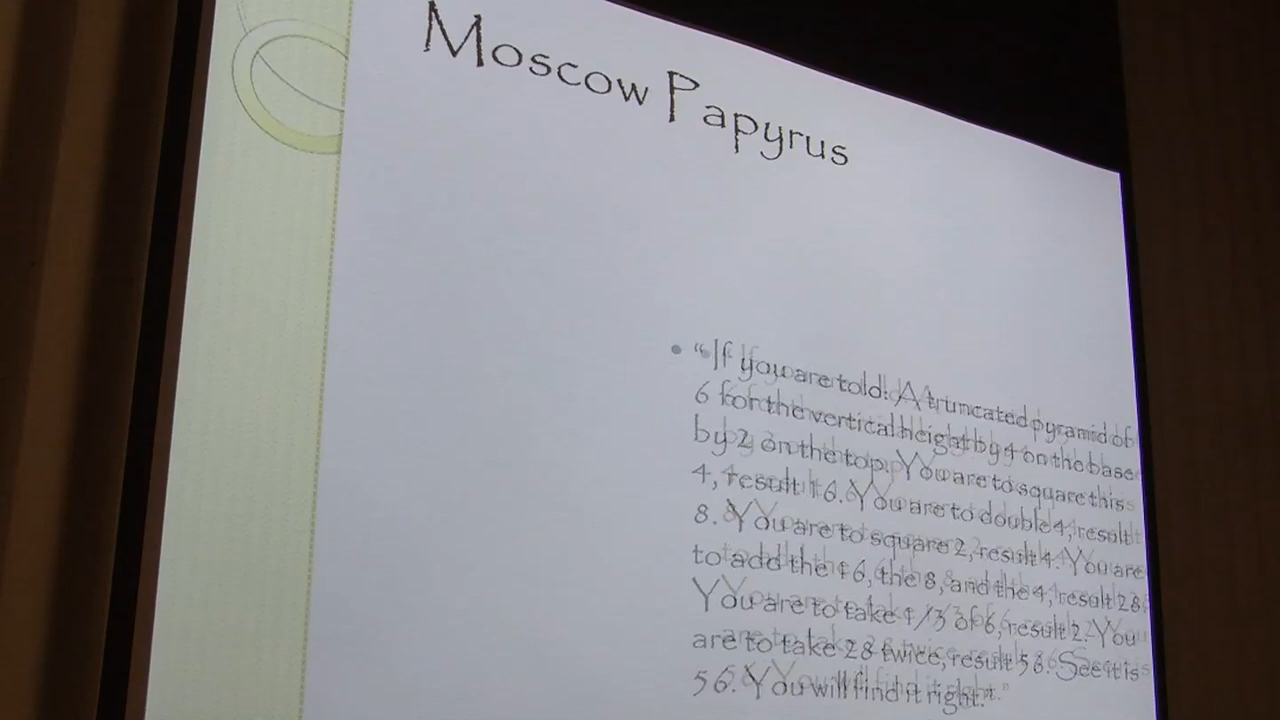 Moscow Papyrus
• “If you are told: A truncated pyramid of
6 for the vertical height by 4 on the base
by 2 on the top. You are to square this
4, result 16. You are to double 4, result
8. You are to square 2, result 4. You are
to add the 16, the 8, and the 4, result 28.
You are to take 1/3 of 6, result 2. You
are to take 28 twice, result 56. See it is
56. You will find it right.”